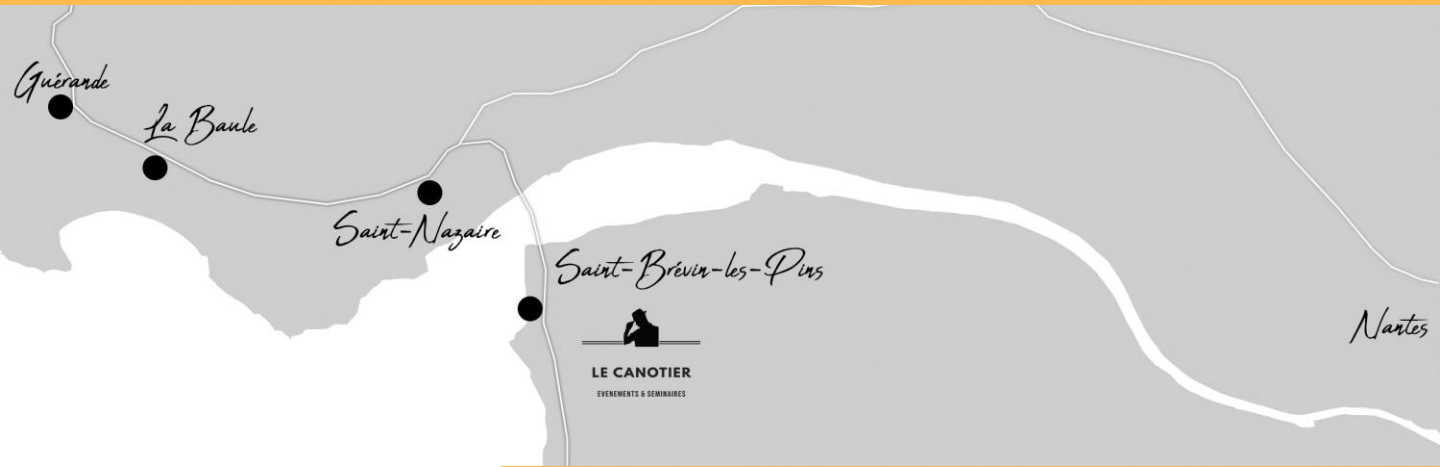 Guérande
La Baule
Saint-Nazaire
Saint-Brévin-les-Pins
LE CANOTIER
EVENEMENTS & SEMINAIRES
Nantes